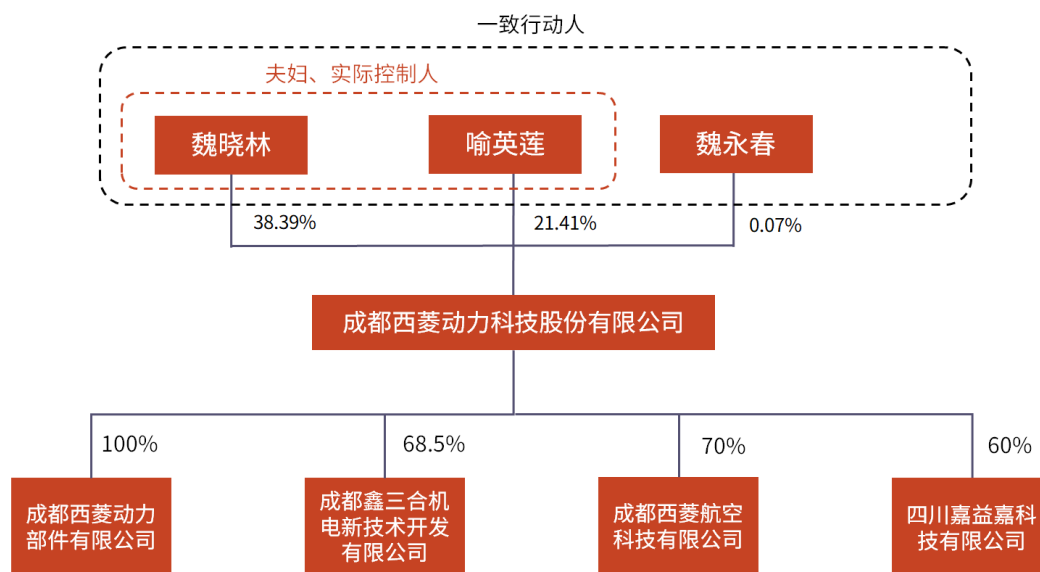 一致行动人
夫妇、实际控制人
魏晓林
喻英莲
魏永春
38.39%
21.41%
0.07%
成都西菱动力科技股份有限公司
100%
68.5%
70%
60%
成都西菱动力
部件有限公司
成都鑫三合机
电新技术开发
有限公司
成都西菱航空
科技有限公司
四川嘉益嘉科
技有限公司